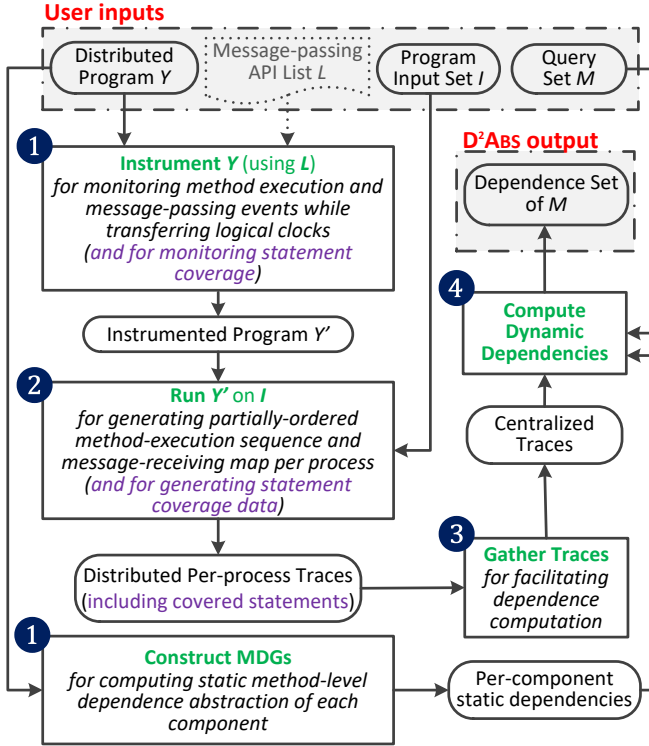 User inputs
Distributed
Program Y
Message-passing
API List L
Program
Input Set I
Query
Set M
D²ABS output
Dependence Set
of M
1
Instrument Y (using L)
for monitoring method execution and
message-passing events while
transferring logical clocks
(and for monitoring statement
coverage)
4
Compute
Dynamic
Dependencies
Instrumented Program Y'
2
Run Y' on I
for generating partially-ordered
method-execution sequence and
message-receiving map per process
(and for generating statement
coverage data)
Centralized
Traces
3
Gather Traces
for facilitating
dependence
computation
Distributed Per-process Traces
(including covered statements)
1
Construct MDGs
for computing static method-level
dependence abstraction of each
component
Per-component
static dependencies